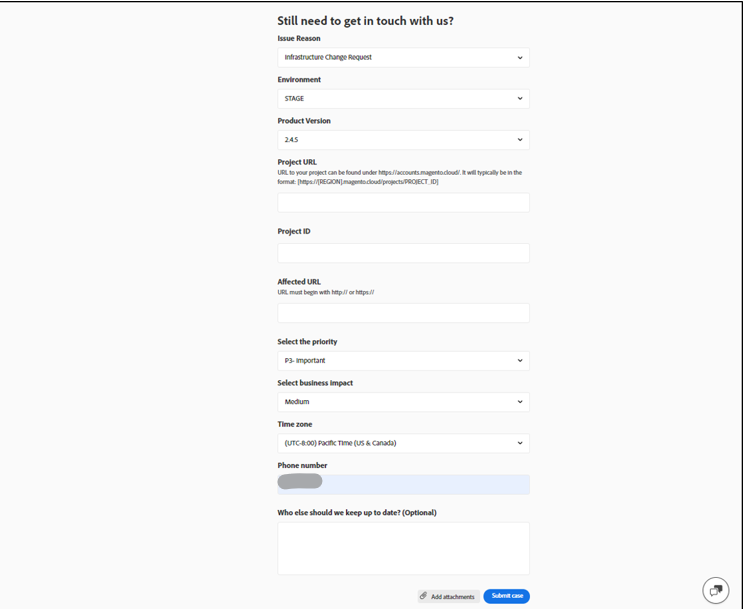 Still need to get in touch with us?
Issue Reason
Infrastructure Change Request
Environment
STAGE
Product Version
2.4.5
Project URL
URL to your project can be found under https://accounts.magento.cloud/. It will typically be in the
format: [https://[REGION].magento.cloud/projects/PROJECT_ID]
Project ID
Affected URL
URL must begin with http:// or https://
Select the priority
P3- Important
Select business impact
Medium
Time zone
(UTC-8:00) Pacific Time (US & Canada)
Phone number
Who else should we keep up to date? (Optional)
Add attachments
Submit case